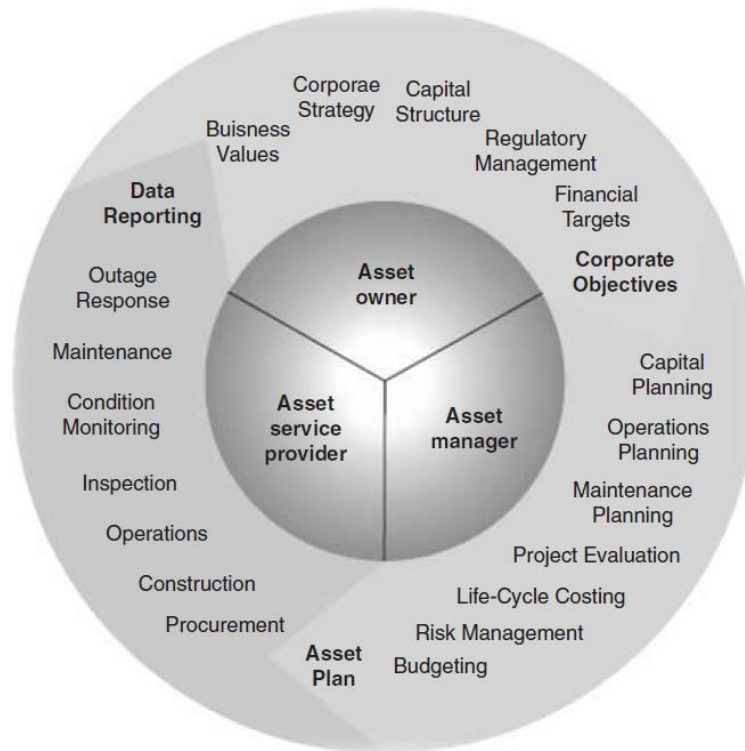 Corporae
Strategy
Capital
Structure
Buisness
Values
Regulatory
Management
Data
Reporting
Financial
Targets
Corporate
Objectives
Asset
owner
Outage
Response
Maintenance
Capital
Planning
Condition
Monitoring
Asset
service
provider
Asset
manager
Operations
Planning
Inspection
Maintenance
Planning
Operations
Project Evaluation
Construction
Life-Cycle Costing
Procurement
Risk Management
Asset
Plan
Budgeting